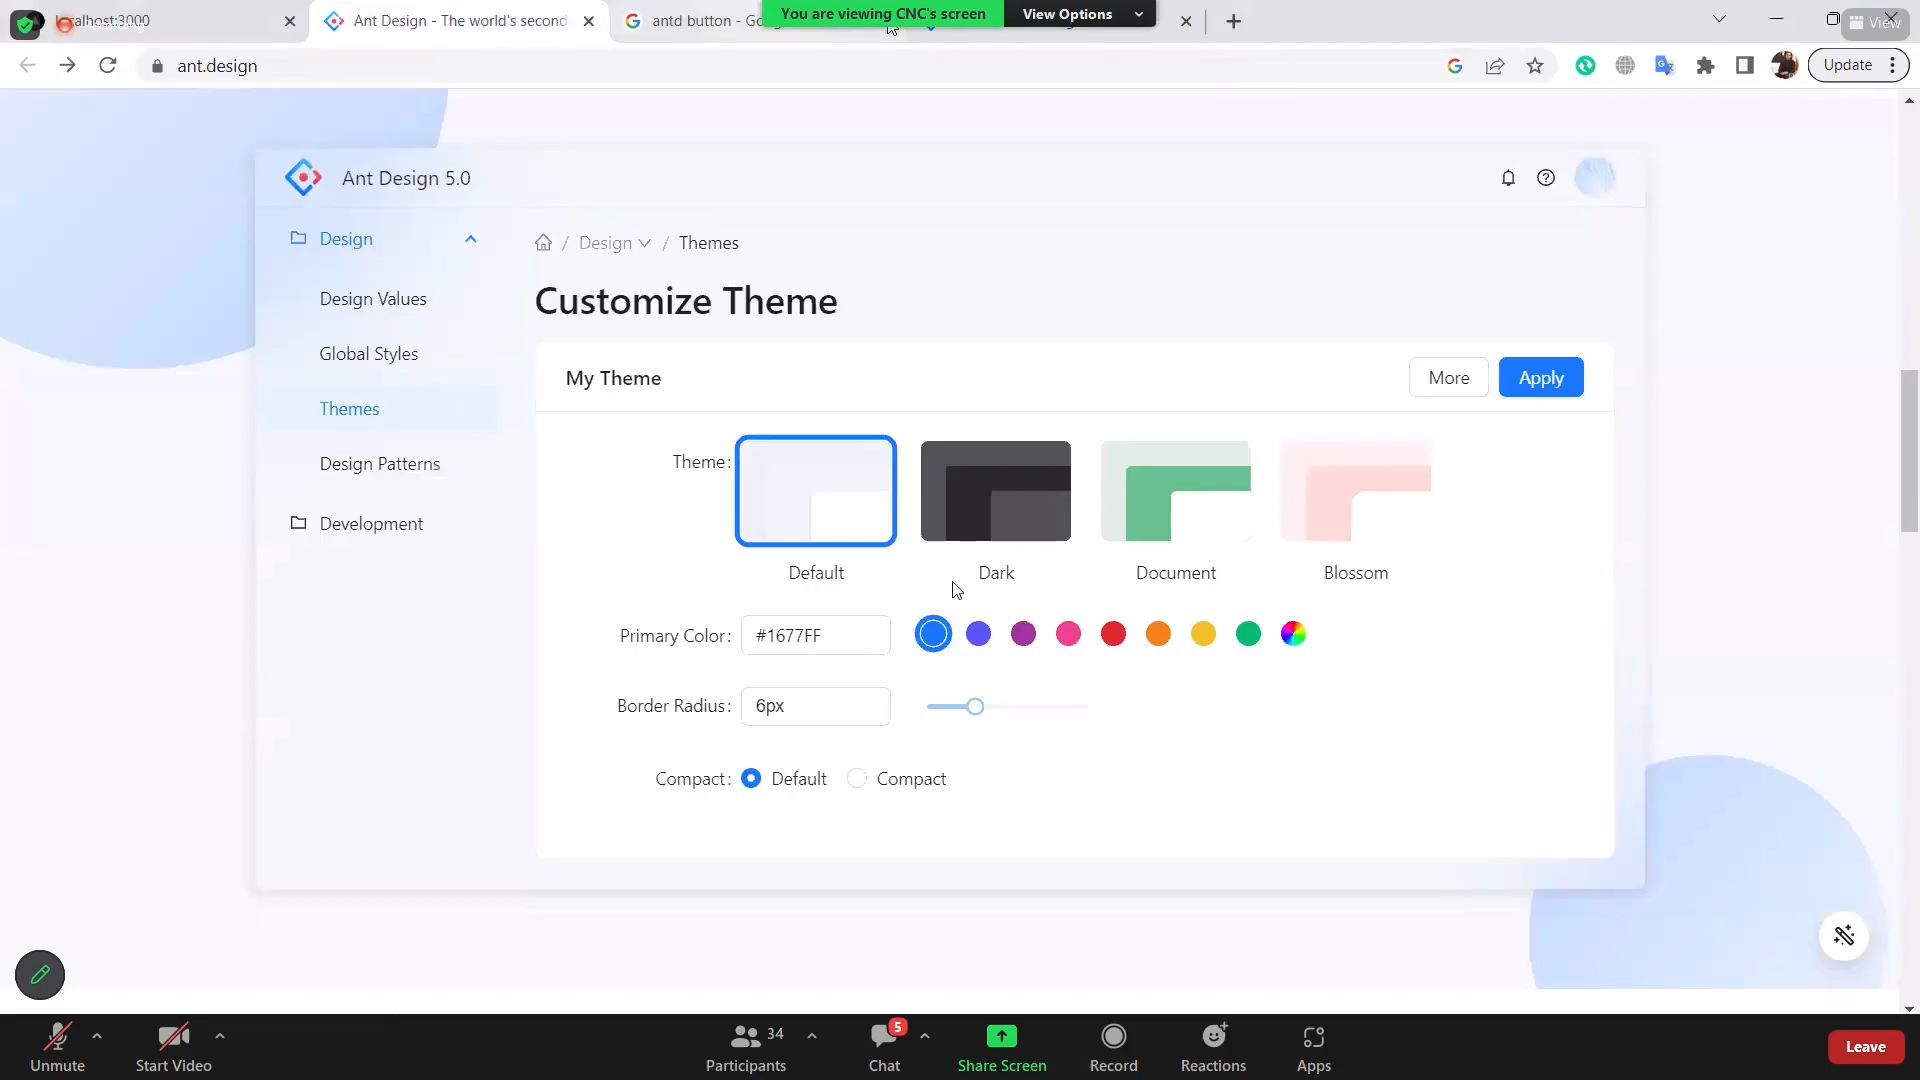 localhost:3000
Ant Design - The world's second
antd button - Go
You are viewing CNC's screen
View Options
View
ant.design
Update
Ant Design 5.0
Design
Design Values
Global Styles
Themes
Design Patterns
Development
/ Design / Themes
Customize Theme
My Theme
More
Apply
Theme:
Default
Dark
Document
Blossom
Primary Color: #1677FF
Border Radius: 6px
Compact: Default Compact
Unmute
Start Video
34
Participants
5
Chat
Share Screen
Record
Reactions
Apps
Leave